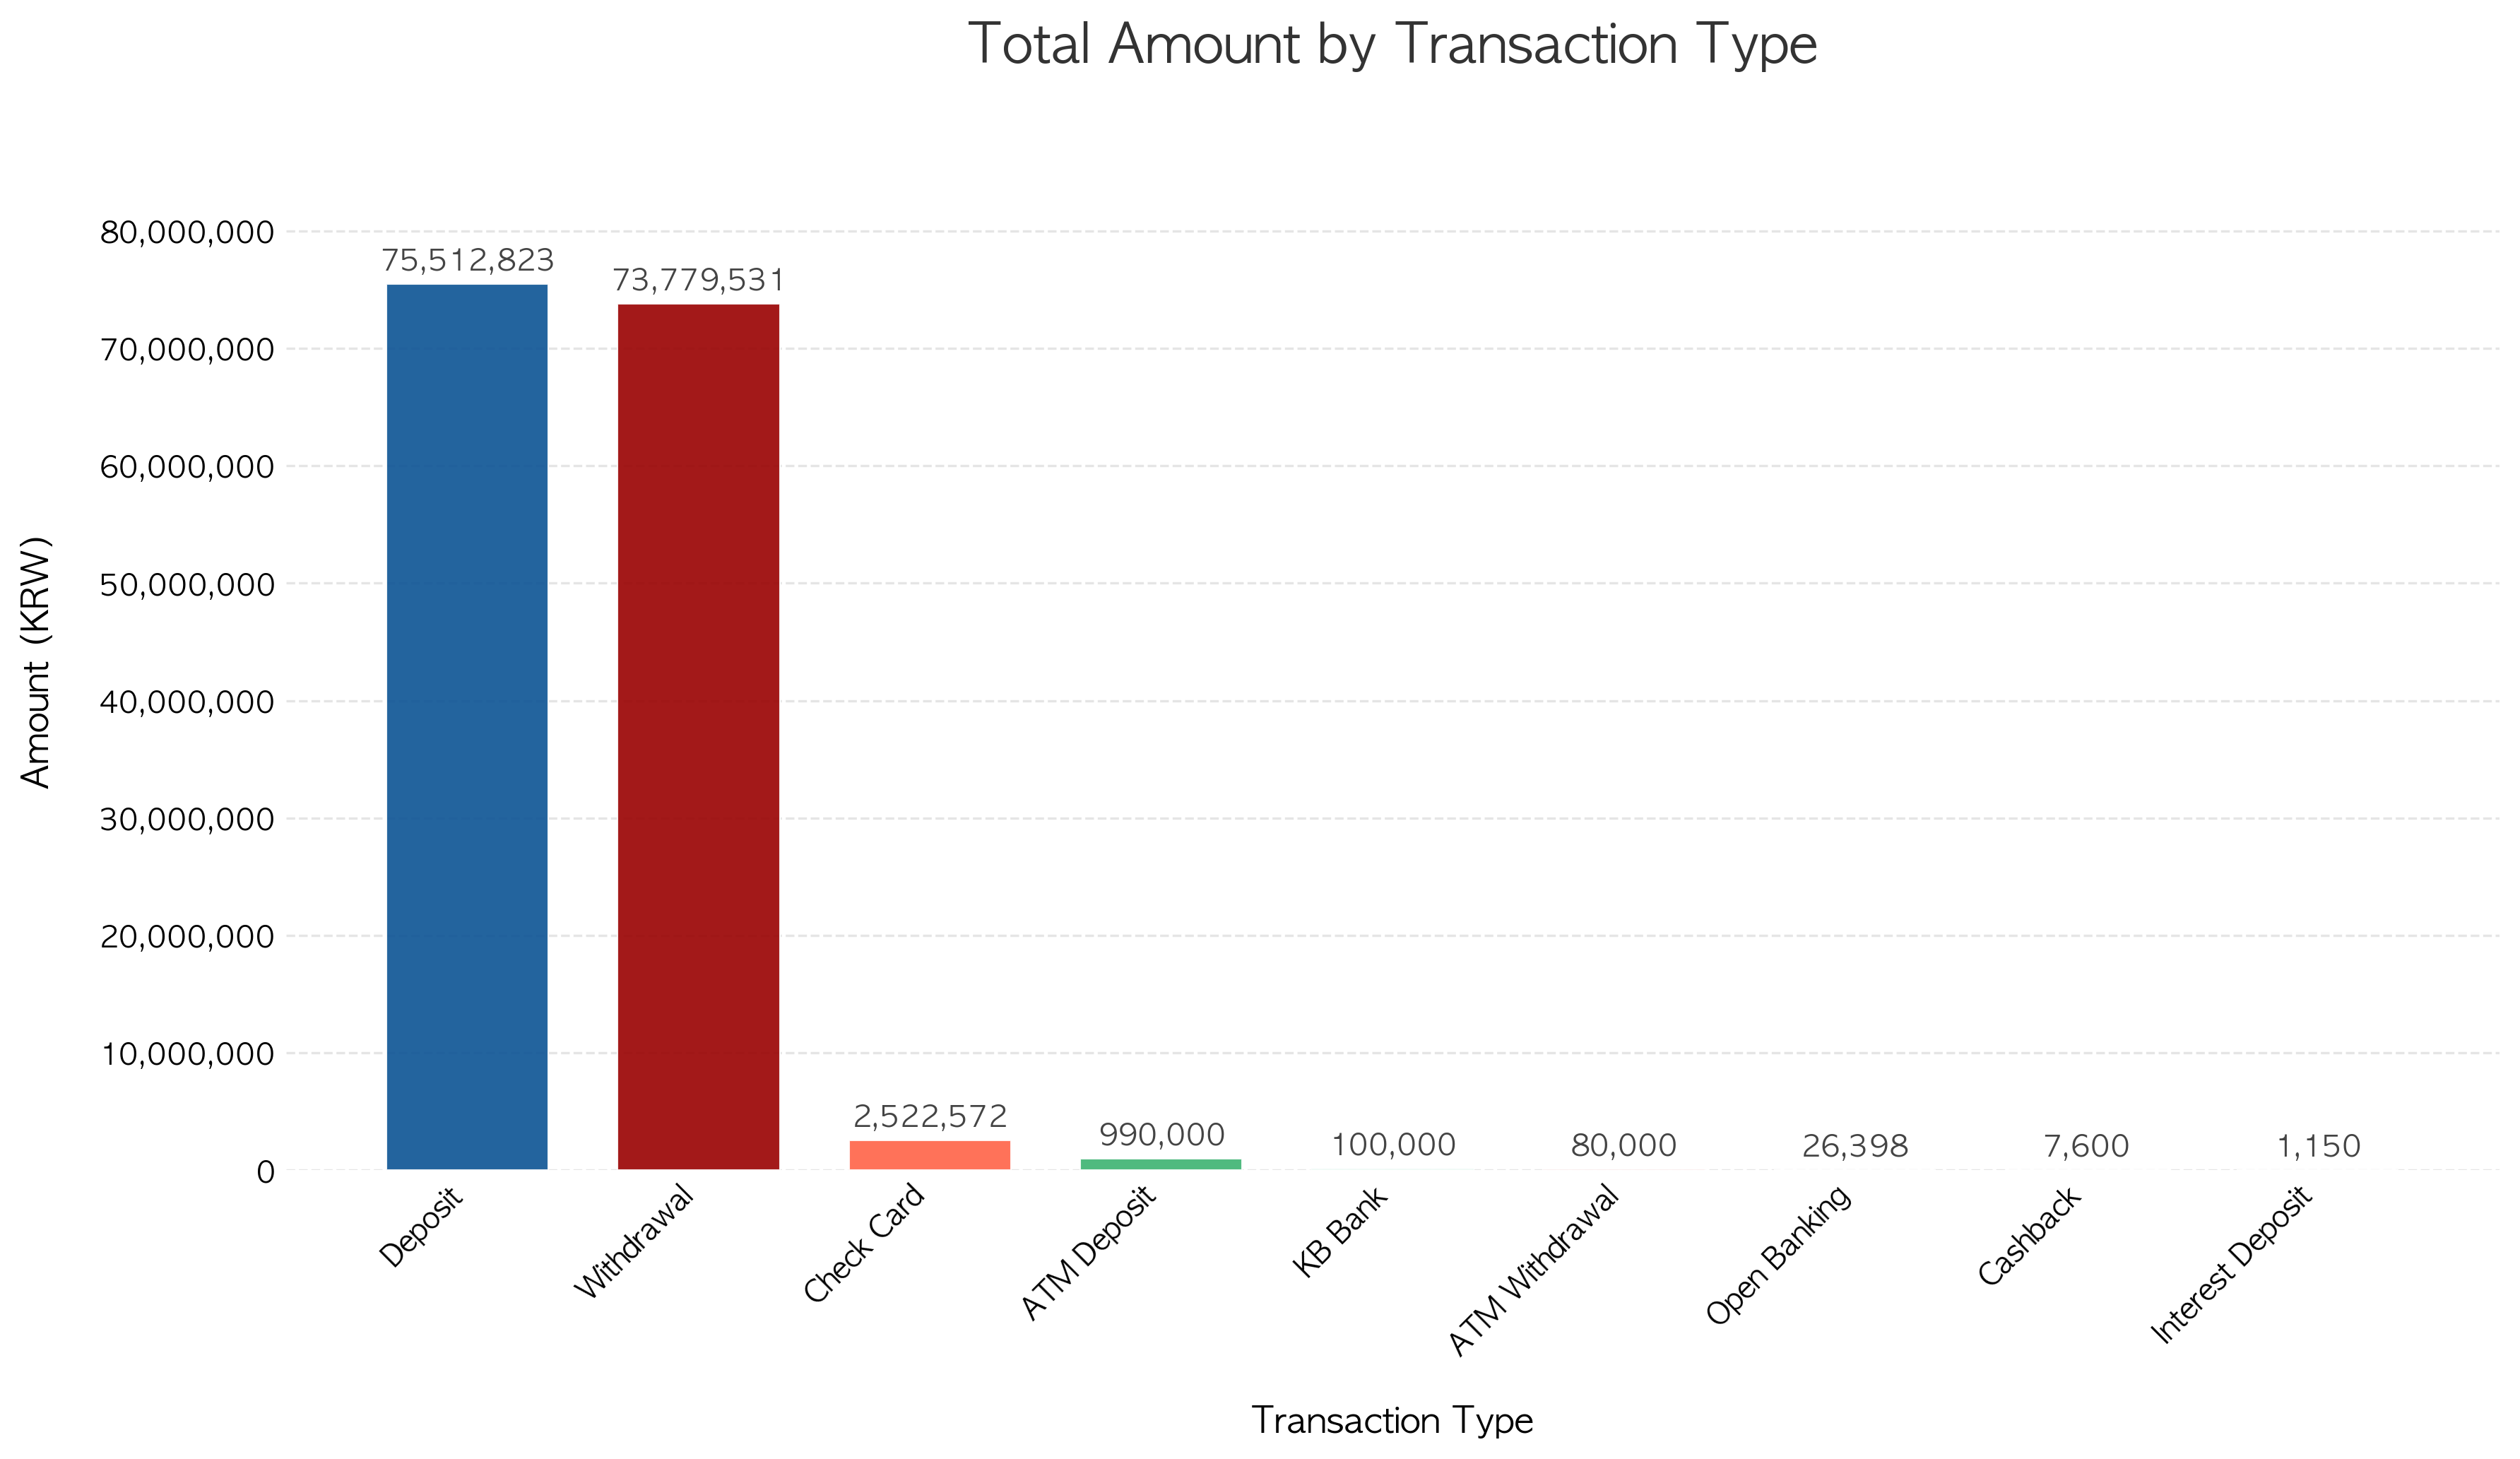 Total Amount by Transaction Type
80,000,000
75,512,823
73,779,531
70,000,000
60,000,000
50,000,000
Amount (KRW)
40,000,000
30,000,000
20,000,000
10,000,000
2,522,572
990,000
100,000
80,000
26,398
7,600
1,150
0
Deposit
Withdrawal
Check Card
ATM Deposit
KB Bank
ATM Withdrawal
Open Banking
Cashback
Interest Deposit
Transaction Type